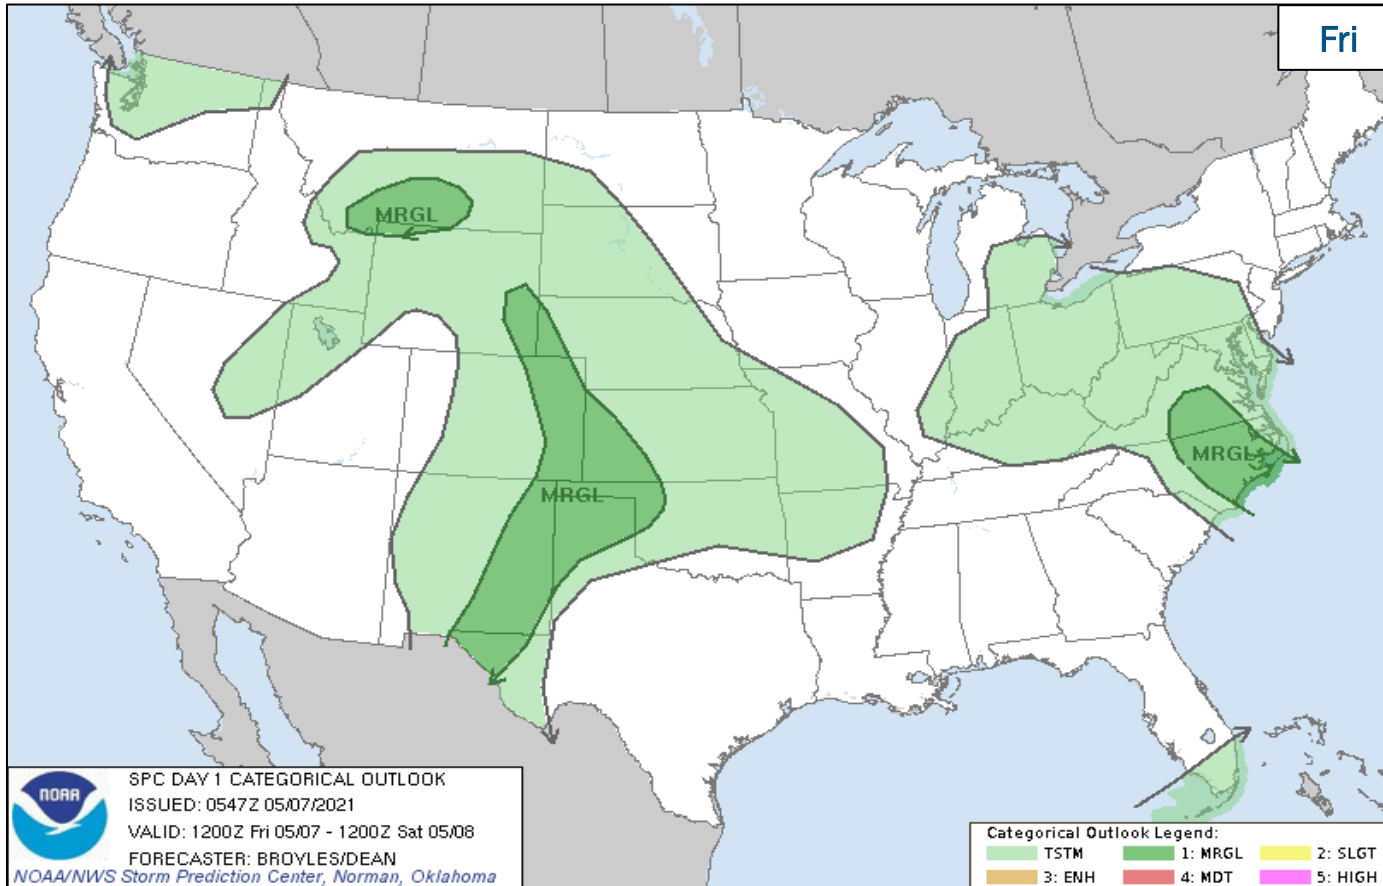 Fri
MRGL
MRGL
MRGL
NOAA
SPC DAY 1 CATEGORICAL OUTLOOK
ISSUED: 0547Z 05/07/2021
VALID: 1200Z Fri 05/07 - 1200Z Sat 05/08
FORECASTER: BROYLES/DEAN
NOAA/NWS Storm Prediction Center, Norman, Oklahoma
Categorical Outlook Legend:
TSTM 1: MRGL 2: SLGT
3: ENH 4: MDT 5: HIGH